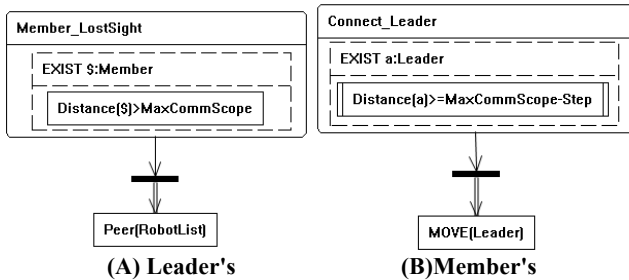 Member_LostSight
EXIST $:Member
Distance($)>MaxCommScope
Peer(RobotList)
(A) Leader's
Connect_Leader
EXIST a:Leader
Distance(a)>=MaxCommScope-Step
MOVE(Leader)
(B)Member's